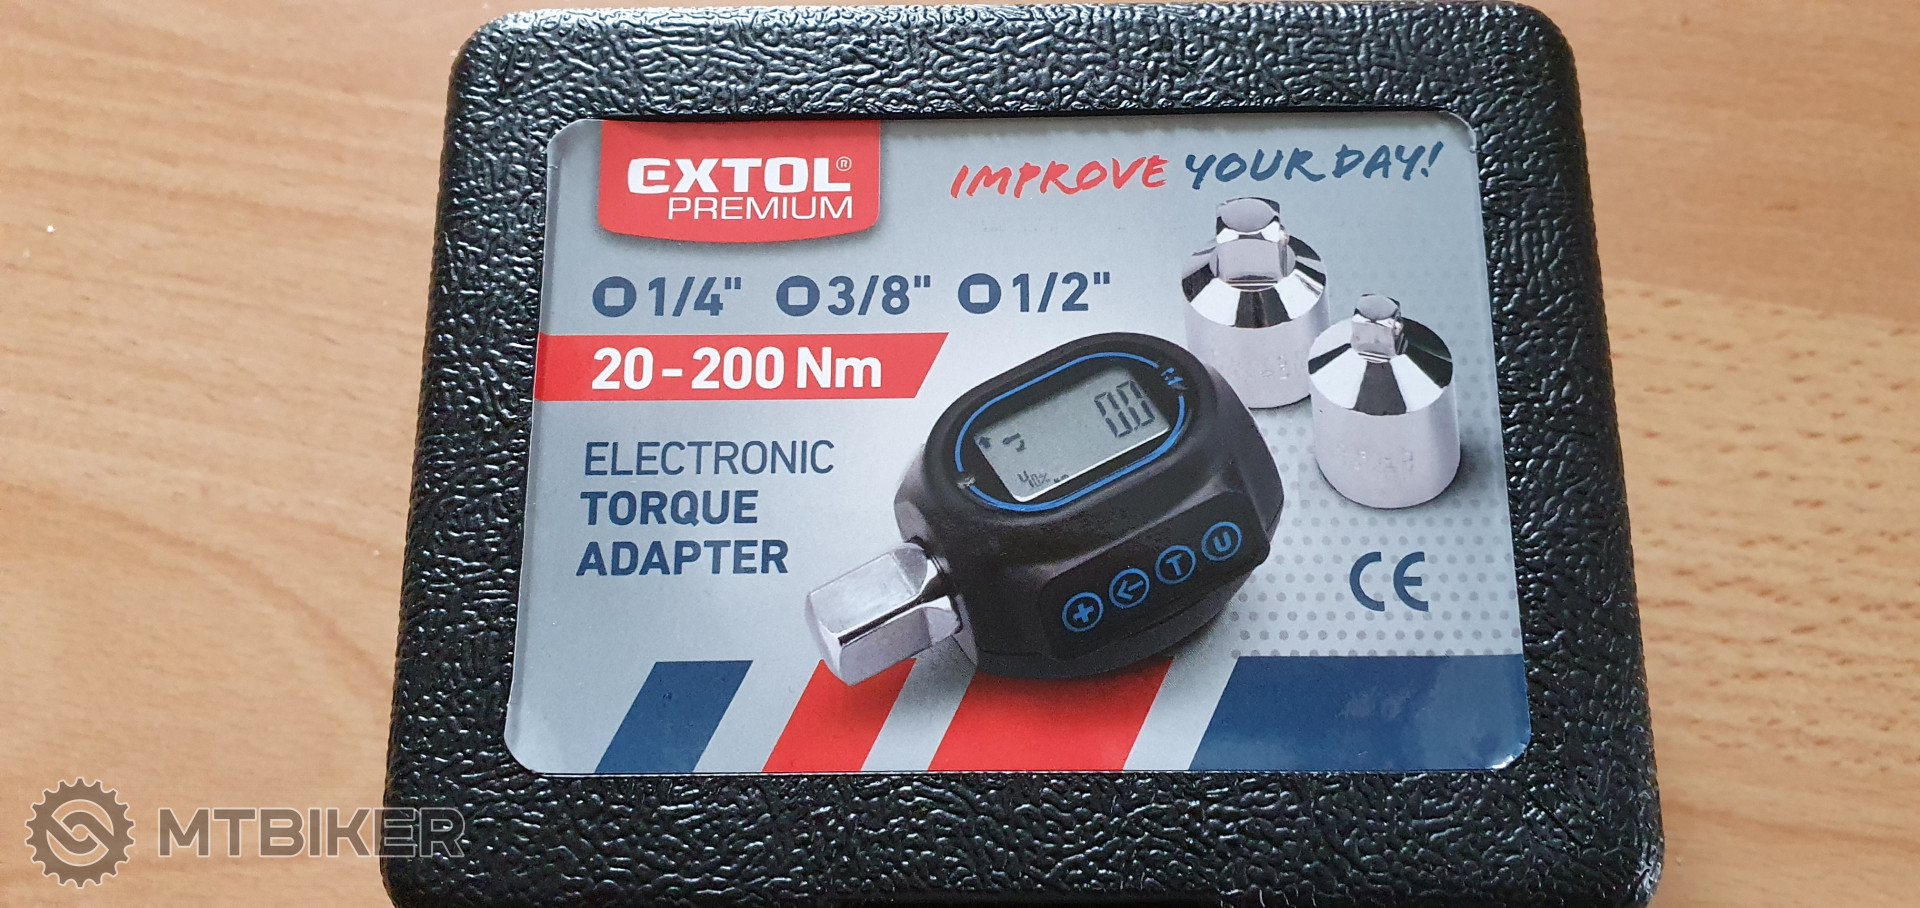 EXTOL®
PREMIUM
IMPROVE YOUR DAY!
1/4" 3/8" 1/2"
20-200 Nm
ELECTRONIC
TORQUE
ADAPTER
0.0
40%
+ ← T U
CE
MTBIKER